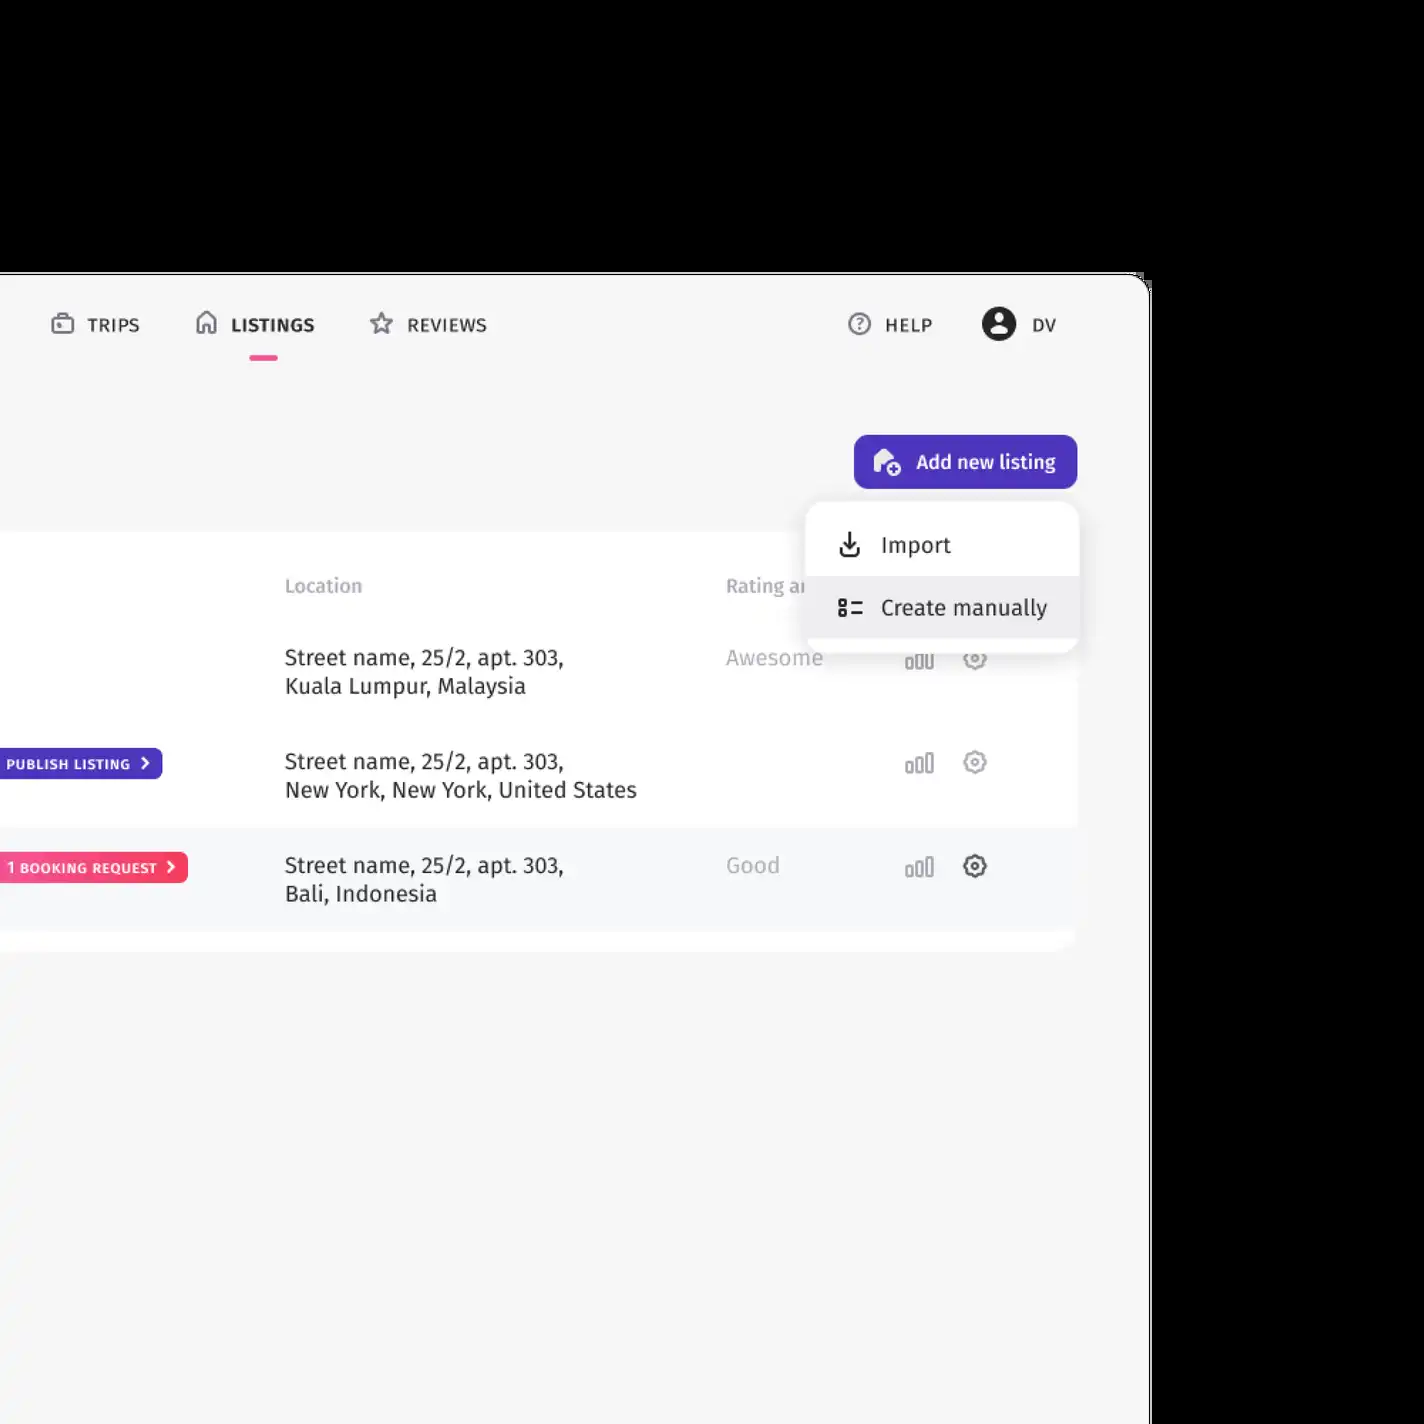 TRIPS
LISTINGS
REVIEWS
HELP
DV
Add new listing
Import
Create manually
Location
Rating
Street name, 25/2, apt. 303,
Kuala Lumpur, Malaysia
Awesome
PUBLISH LISTING
Street name, 25/2, apt. 303,
New York, New York, United States
1 BOOKING REQUEST
Street name, 25/2, apt. 303,
Bali, Indonesia
Good